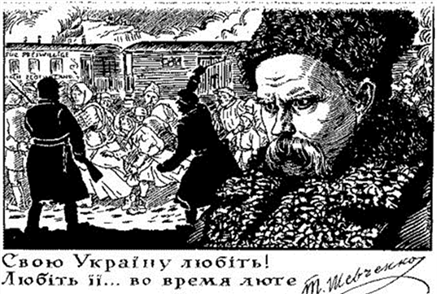 Свою Україну любіть!
Любіть її... во время люте
Т. Шевченко